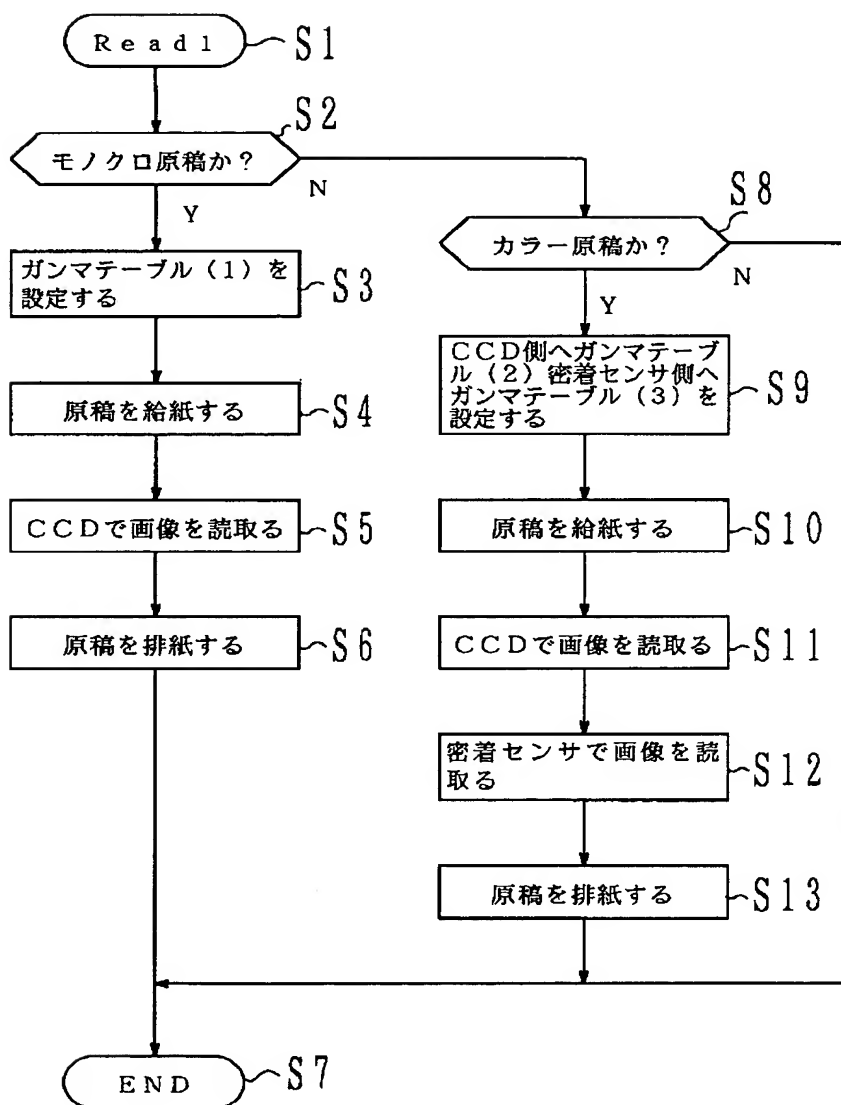 Read1
S1
S2
モノクロ原稿か?
N
Y
ガンマテーブル(1)を
設定する
S3
原稿を給紙する
S4
CCDで画像を読取る
S5
原稿を排紙する
S6
S8
カラー原稿か?
N
Y
CCD側へガンマテーブ
ル(2)密着センサ側へ
ガンマテーブル(3)を
設定する
S9
原稿を給紙する
S10
CCDで画像を読取る
S11
密着センサで画像を読
取る
S12
原稿を排紙する
S13
END
S7